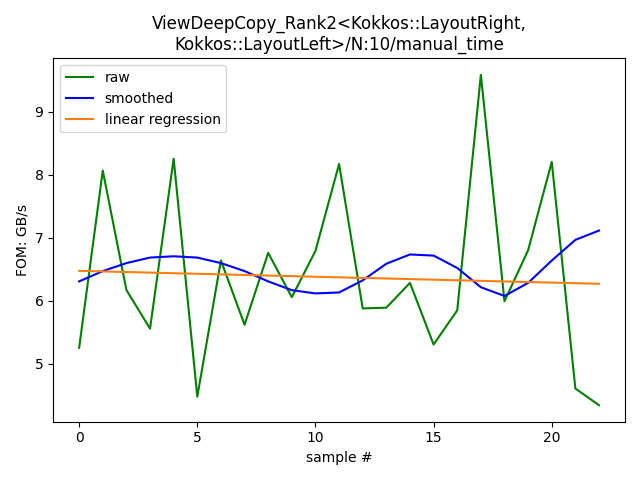 ViewDeepCopy_Rank2<Kokkos::LayoutRight,
Kokkos::LayoutLeft>/N:10/manual_time
raw
smoothed
linear regression
FOM: GB/s
9
8
7
6
5
0
5
10
15
20
sample #